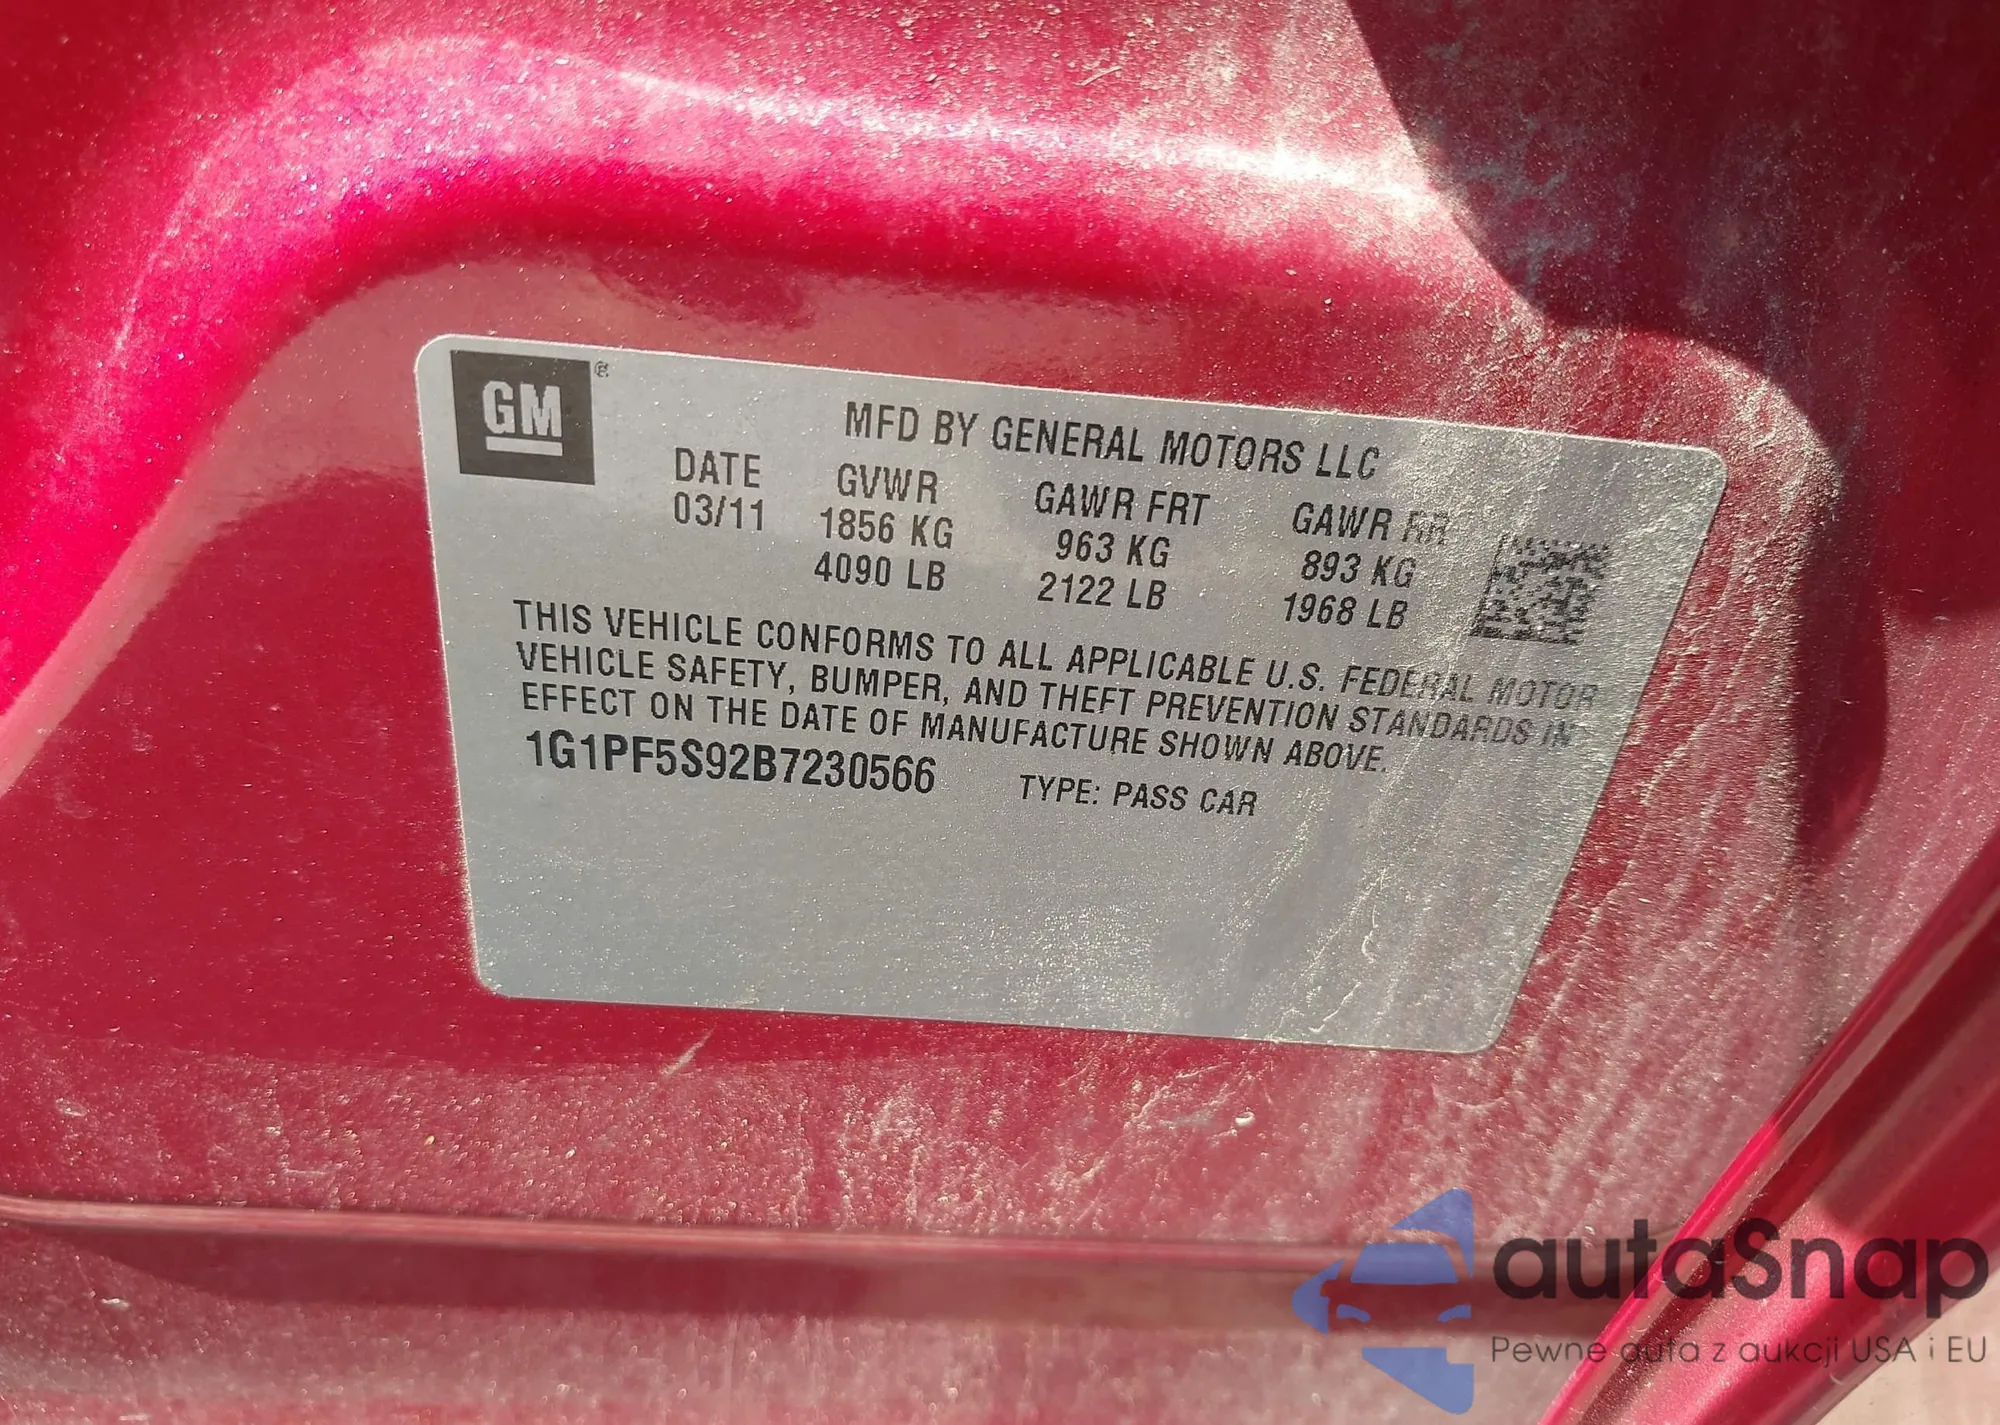 GM®
MFD BY GENERAL MOTORS LLC
DATE GVWR GAWR FRT GAWR RR
03/11 1856 KG 963 KG 893 KG
4090 LB 2122 LB 1968 LB
THIS VEHICLE CONFORMS TO ALL APPLICABLE U.S. FEDERAL MOTOR
VEHICLE SAFETY, BUMPER, AND THEFT PREVENTION STANDARDS IN
EFFECT ON THE DATE OF MANUFACTURE SHOWN ABOVE.
1G1PF5S92B7230566 TYPE: PASS CAR
autaSnap
Pewne auta z aukcji USA i EU